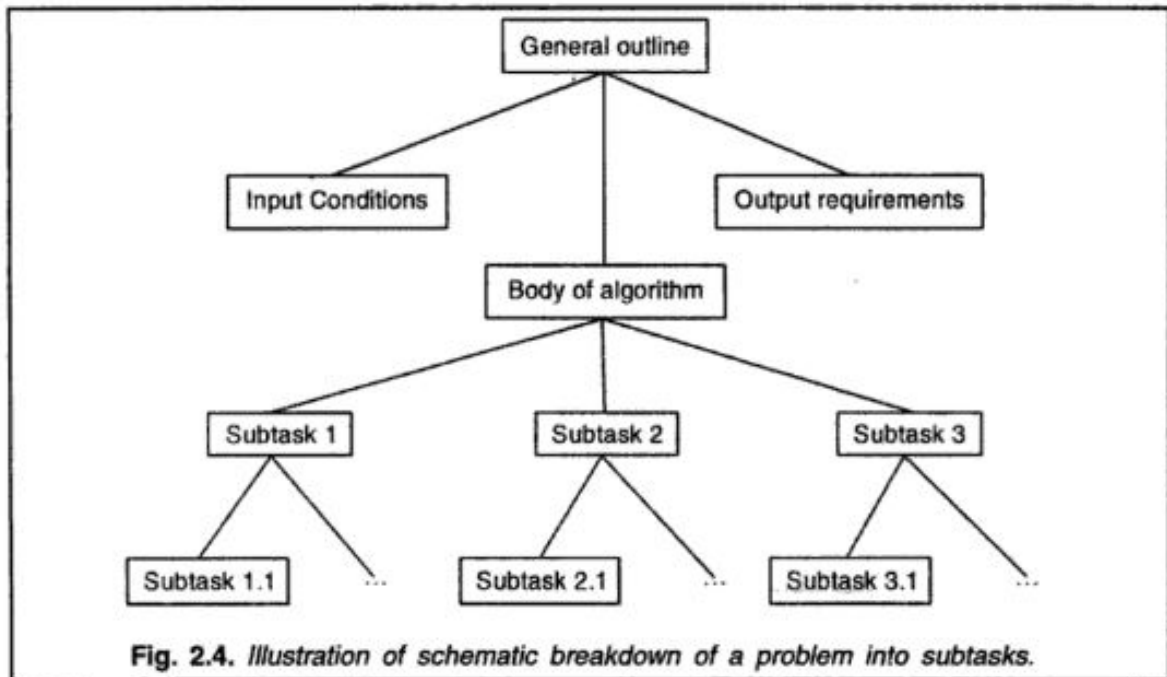 General outline
Input Conditions
Output requirements
Body of algorithm
Subtask 1
Subtask 2
Subtask 3
Subtask 1.1
...
Subtask 2.1
...
Subtask 3.1
...
Fig. 2.4. Illustration of schematic breakdown of a problem into subtasks.